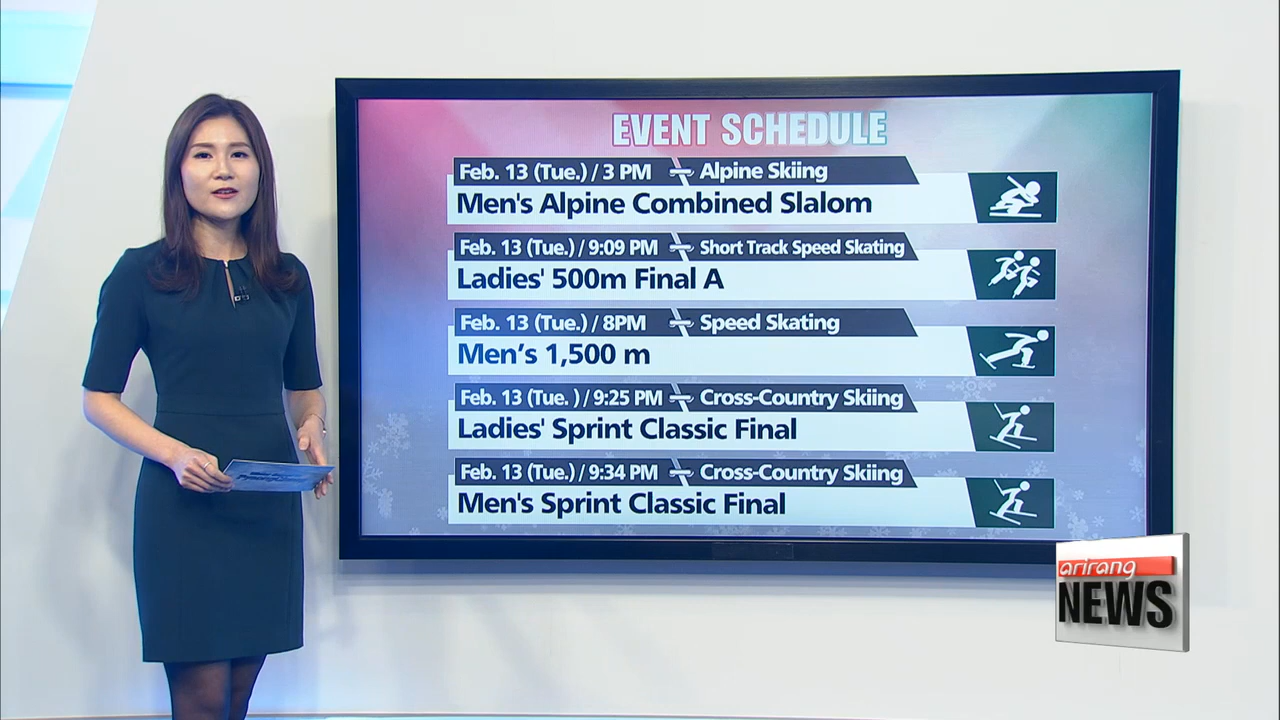 EVENT SCHEDULE
Feb. 13 (Tue.) / 3 PM Alpine Skiing
Men's Alpine Combined Slalom
Feb. 13 (Tue.) / 9:09 PM Short Track Speed Skating
Ladies' 500m Final A
Feb. 13 (Tue.) / 8PM Speed Skating
Men’s 1,500 m
Feb. 13 (Tue. ) / 9:25 PM Cross-Country Skiing
Ladies' Sprint Classic Final
Feb. 13 (Tue.) / 9:34 PM Cross-Country Skiing
Men's Sprint Classic Final
arirang
NEWS